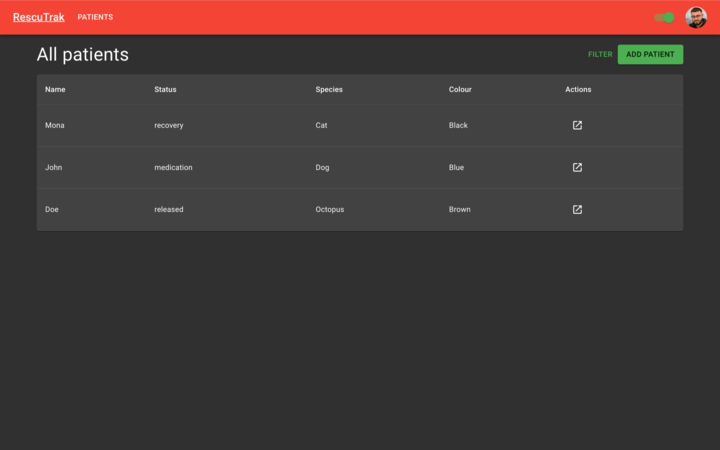 RescuTrak PATIENTS
All patients FILTER ADD PATIENT
Name Status Species Colour Actions
Mona recovery Cat Black
John medication Dog Blue
Doe released Octopus Brown